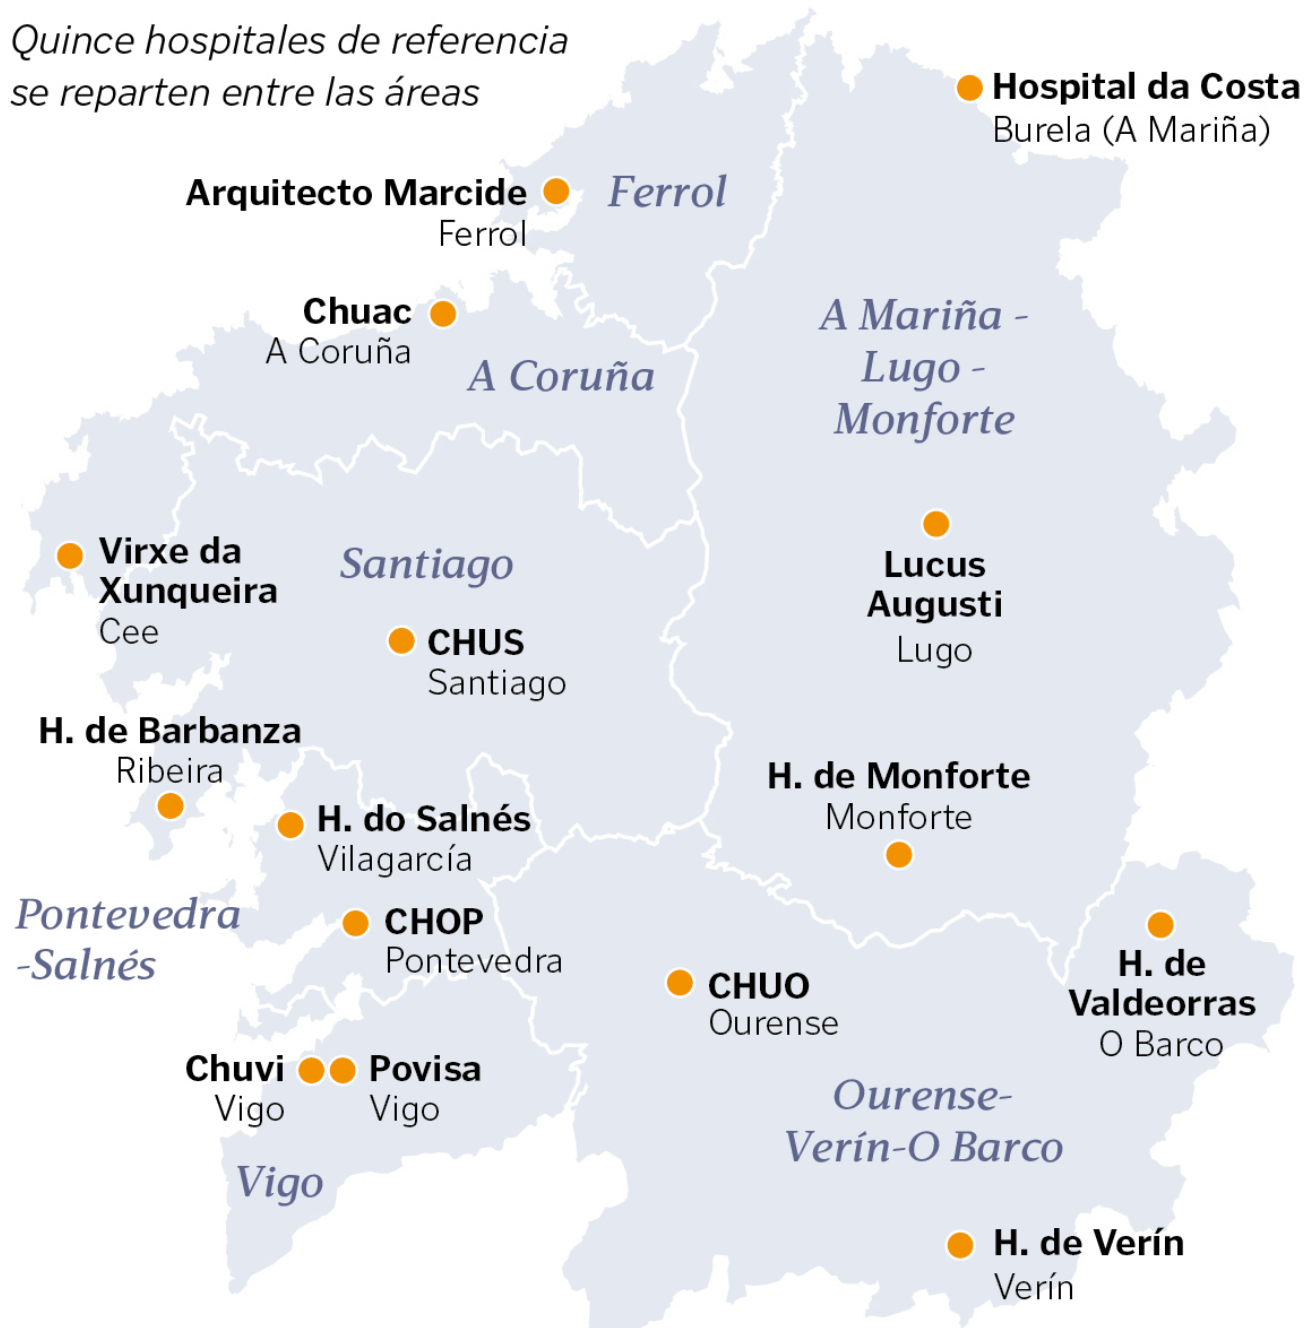 Quince hospitales de referencia
se reparten entre las áreas
Hospital da Costa
Burela (A Mariña)
Arquitecto Marcide
Ferrol
Ferrol
Chuac
A Coruña
A Coruña
A Mariña -
Lugo -
Monforte
Virxe da
Xunqueira
Cee
Santiago
CHUS
Santiago
Lucus
Augusti
Lugo
H. de Barbanza
Ribeira
H. do Salnés
Vilagarcía
H. de Monforte
Monforte
Pontevedra
-Salnés
CHOP
Pontevedra
CHUO
Ourense
H. de
Valdeorras
O Barco
Chuvi
Vigo
Povisa
Vigo
Vigo
Ourense-
Verín-O Barco
H. de Verín
Verín